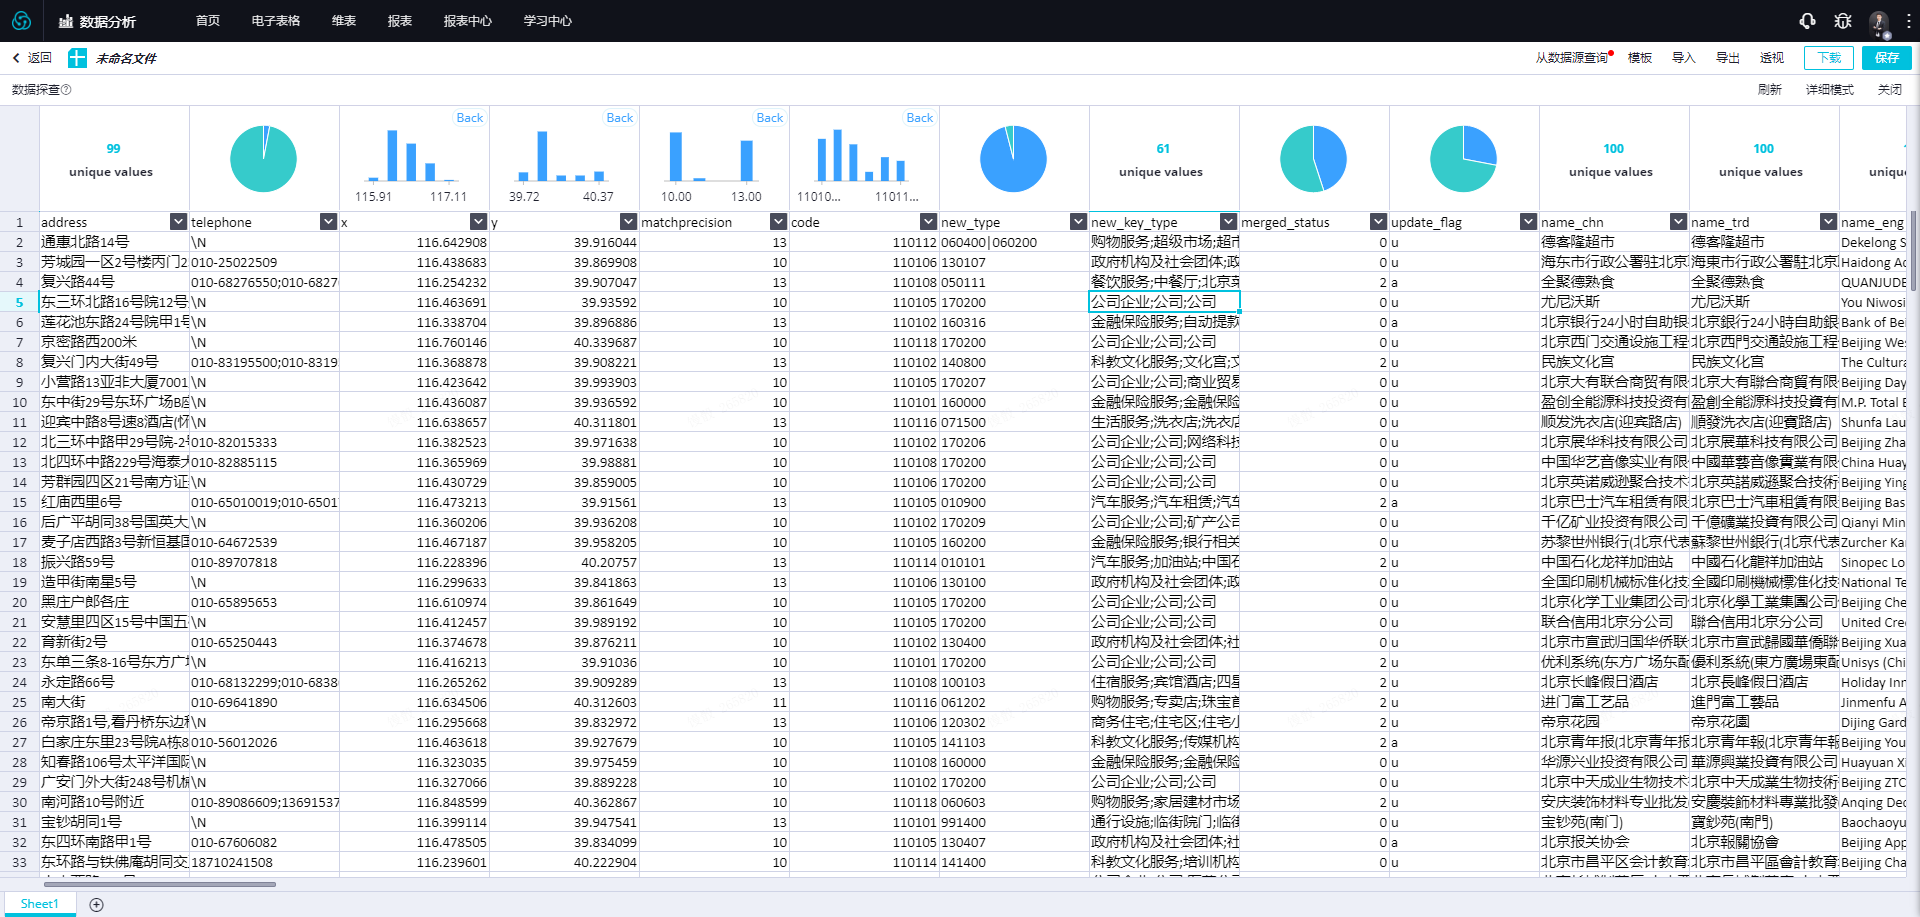 数据分析 首页 电子表格 维表 报表 报表中心 学习中心
返回 未命名文件 从数据源查询 模板 导入 导出 透视 下载 保存
数据探查 刷新 详细模式 关闭
Back Back Back Back
99 61 100 100
unique values unique values unique values unique values
115.91 117.11 39.72 40.37 10.00 13.00 11010... 11011...
1 address telephone x y matchprecision code new_type new_key_type merged_status update_flag name_chn name_trd name_eng
2 通惠北路14号 \N 116.642908 39.916044 13 110112 060400|060200 购物服务;超级市场;超市 0 u 德客隆超市 德客隆超市 Dekelong S
3 芳城园一区2号楼丙门2 010-25022509 116.438683 39.869908 10 110106 130107 政府机构及社会团体;政 0 u 海东市行政公署驻北京 海東市行政公署駐北京 Haidong Ac
4 复兴路44号 010-68276550;010-6827 116.254232 39.907047 13 110108 050111 餐饮服务;中餐厅;北京菜 2 a 全聚德熟食 全聚德熟食 QUANJUDE
5 东三环北路16号院12号 \N 116.463691 39.93592 10 110105 170200 公司企业;公司;公司 0 u 尤尼沃斯 尤尼沃斯 You Niwosi
6 莲花池东路24号院甲1号 \N 116.338704 39.896886 13 110102 160316 金融保险服务;自动提款 0 a 北京银行24小时自助银 北京銀行24小時自助銀 Bank of Bei
7 京密路西200米 \N 116.760146 40.339687 10 110118 170200 公司企业;公司;公司 0 u 北京西门交通设施工程 北京西門交通設施工程 Beijing Wes
8 复兴门内大街49号 010-83195500;010-8319 116.368878 39.908221 13 110102 140800 科教文化服务;文化宫;文 2 u 民族文化宫 民族文化宮 The Cultura
9 小营路13亚非大厦7001 \N 116.423642 39.993903 10 110105 170207 公司企业;公司;商业贸易 0 u 北京大有联合商贸有限 北京大有聯合商貿有限 Beijing Day
10 东中街29号东环广场B座 \N 116.436087 39.936592 10 110101 160000 金融保险服务;金融保险 0 u 盈创全能源科技投资有 盈創全能源科技投資有 M.P. Total E
11 迎宾中路8号速8酒店(怀 \N 116.638657 40.311801 13 110116 071500 生活服务;洗衣店;洗衣店 0 u 顺发洗衣店(迎宾路店) 順發洗衣店(迎賓路店) Shunfa Lau
12 北三环中路甲29号院-2号 010-82015333 116.382523 39.971638 10 110102 170206 公司企业;公司;网络科技 0 u 北京展华科技有限公司 北京展華科技有限公司 Beijing Zha
13 北四环中路229号海泰大 010-82885115 116.365969 39.98881 10 110108 170200 公司企业;公司;公司 0 u 中国华艺音像实业有限 中國華藝音像實業有限 China Huay
14 芳群园四区21号南方证 \N 116.430729 39.859005 10 110106 170200 公司企业;公司;公司 0 u 北京英诺威逊聚合技术 北京英諾威遜聚合技術 Beijing Ying
15 红庙西里6号 010-65010019;010-6501 116.473213 39.91561 13 110105 010900 汽车服务;汽车租赁;汽车 2 a 北京巴士汽车租赁有限 北京巴士汽車租賃有限 Beijing Bas
16 后广平胡同38号国英大 \N 116.360206 39.936208 10 110102 170209 公司企业;公司;矿产公司 0 u 千亿矿业投资有限公司 千億礦業投資有限公司 Qianyi Min
17 麦子店西路3号新恒基国 010-64672539 116.467187 39.958205 10 110105 160200 金融保险服务;银行相关 0 u 苏黎世州银行(北京代表 蘇黎世州銀行(北京代表 Zurcher Kai
18 振兴路59号 010-89707818 116.228396 40.20757 13 110114 010101 汽车服务;加油站;中国石 2 u 中国石化龙祥加油站 中國石化龍祥加油站 Sinopec Lo
19 造甲街南星5号 \N 116.299633 39.841863 13 110106 130100 政府机构及社会团体;政 0 u 全国印刷机械标准化技 全國印刷機械標准化技 National Te
20 黑庄户郎各庄 010-65895653 116.610974 39.861649 10 110105 170200 公司企业;公司;公司 0 u 北京化学工业集团公司 北京化學工業集團公司 Beijing Che
21 安慧里四区15号中国五 \N 116.412457 39.989192 10 110105 170200 公司企业;公司;公司 0 u 联合信用北京分公司 聯合信用北京分公司 United Cre
22 育新街2号 010-65250443 116.374678 39.876211 10 110102 130400 政府机构及社会团体;社 0 u 北京市宣武归国华侨联 北京市宣武歸國華僑聯 Beijing Xua
23 东单三条8-16号东方广场 \N 116.416213 39.91036 10 110101 170200 公司企业;公司;公司 2 u 优利系统(东方广场东配 優利系統(東方廣場東配 Unisys (Chi
24 永定路66号 010-68132299;010-6838 116.265262 39.909289 13 110108 100103 住宿服务;宾馆酒店;四星 2 u 北京长峰假日酒店 北京長峰假日酒店 Holiday Inn
25 南大街 010-69641890 116.634506 40.312603 11 110116 061202 购物服务;专卖店;珠宝首 2 u 进门富工艺品 進門富工藝品 Jinmenfu A
26 帝京路1号,看丹桥东边 \N 116.295668 39.832972 13 110106 120302 商务住宅;住宅区;住宅小 2 u 帝京花园 帝京花園 Dijing Gard
27 白家庄东里23号院A栋8 010-56012026 116.463618 39.927679 10 110105 141103 科教文化服务;传媒机构 2 a 北京青年报(北京青年报 北京青年報(北京青年報 Beijing You
28 知春路106号太平洋国际 \N 116.323035 39.975459 10 110108 160000 金融保险服务;金融保险 0 u 华源兴业投资有限公司 華源興業投資有限公司 Huayuan Xi
29 广安门外大街248号机械 \N 116.327066 39.889228 10 110102 170200 公司企业;公司;公司 0 u 北京中天成业生物技术 北京中天成業生物技術 Beijing ZTC
30 南河路10号附近 010-89086609;13691537 116.848599 40.362867 10 110118 060603 购物服务;家居建材市场 2 u 安庆装饰材料专业批发 安慶裝飾材料專業批發 Anqing Dec
31 宝钞胡同1号 \N 116.399114 39.947541 13 110101 991400 通行设施;临街院门;临街 0 u 宝钞苑(南门) 寶鈔苑(南門) Baochaoyu
32 东四环南路甲1号 010-67606082 116.478505 39.834099 10 110105 130407 政府机构及社会团体;社 0 a 北京报关协会 北京報關協會 Beijing App
33 东环路与铁佛庵胡同交 18710241508 116.239601 40.222904 10 110114 141400 科教文化服务;培训机构 0 u 北京市昌平区会计教育 北京市昌平區會計教育 Beijing Cha
Sheet1